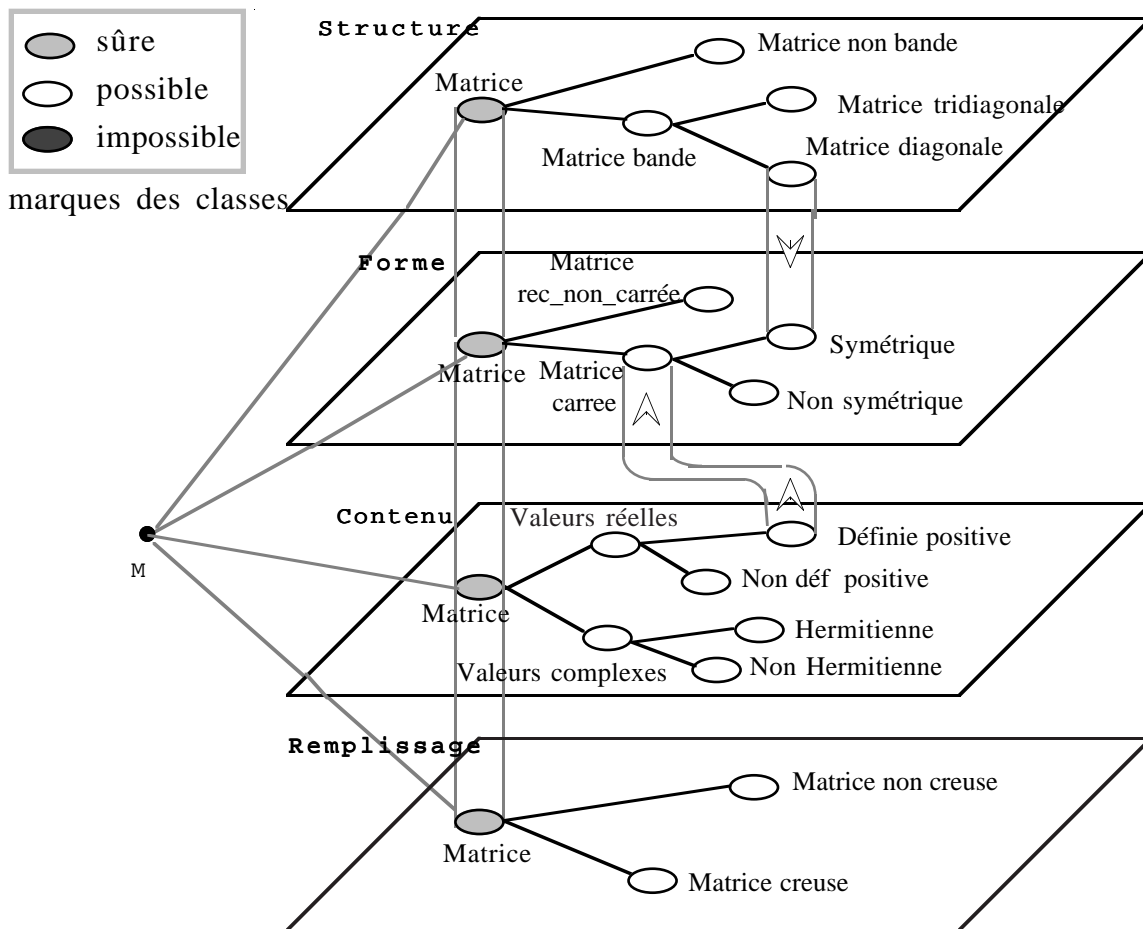 sûre
possible
impossible
marques des classes
Structure
Matrice
Matrice non bande
Matrice bande
Matrice tridiagonale
Matrice diagonale
Forme
Matrice
rec_non_carrée
Matrice
Matrice
carree
Symétrique
Non symétrique
M
Contenu
Valeurs réelles
Définie positive
Non déf positive
Matrice
Hermitienne
Valeurs complexes
Non Hermitienne
Remplissage
Matrice non creuse
Matrice
Matrice creuse